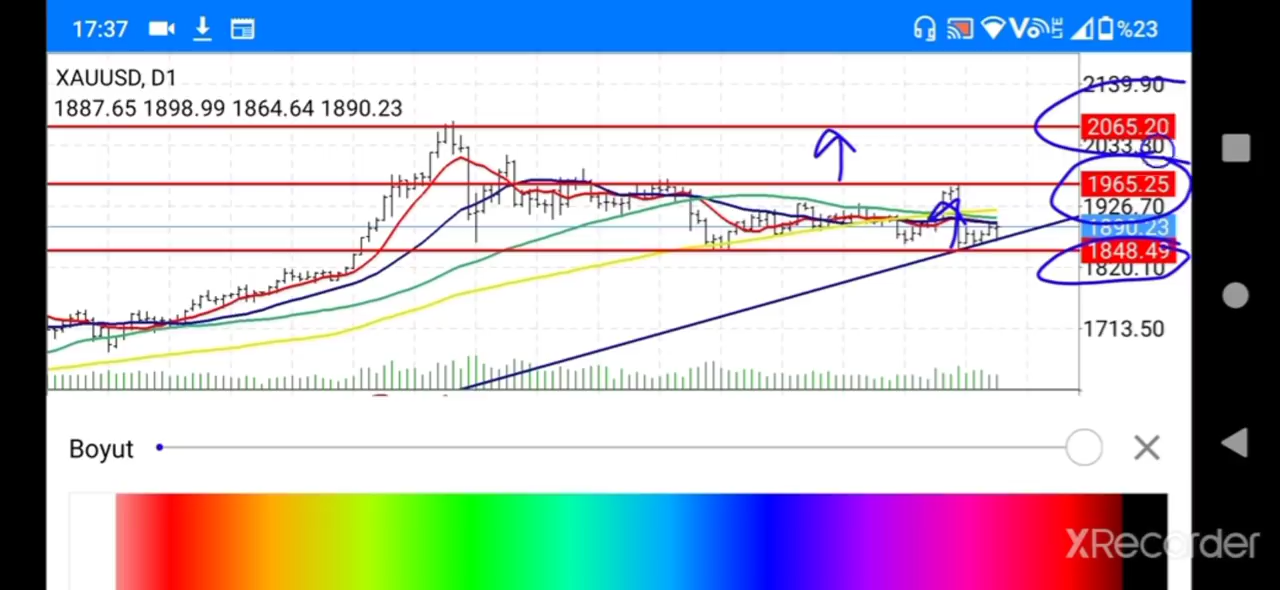 17:37
LTE %23
XAUUSD, D1
1887.65 1898.99 1864.64 1890.23
2139.90
2065.20
2033.30
1965.25
1926.70
1890.23
1848.49
1820.10
1713.50
Boyut
XRecorder